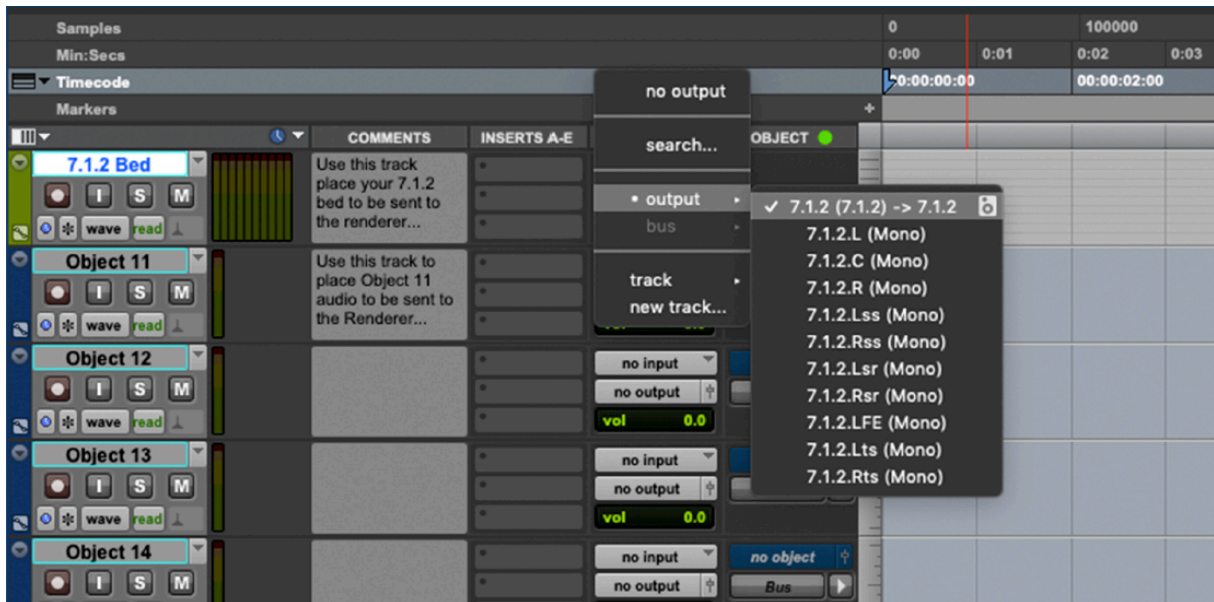 Samples
0
100000
Min:Secs
0:00
0:01
0:02
0:03
Timecode
00:00:02:00
Markers
+
COMMENTS
INSERTS A-E
OBJECT
no output
search...
• output
bus
track
new track...
✓ 7.1.2 (7.1.2) -> 7.1.2
7.1.2.L (Mono)
7.1.2.C (Mono)
7.1.2.R (Mono)
7.1.2.Lss (Mono)
7.1.2.Rss (Mono)
7.1.2.Lsr (Mono)
7.1.2.Rsr (Mono)
7.1.2.LFE (Mono)
7.1.2.Lts (Mono)
7.1.2.Rts (Mono)
7.1.2 Bed
I S M
wave read
Use this track
place your 7.1.2
bed to be sent to
the renderer...
Object 11
I S M
wave read
Use this track to
place Object 11
audio to be sent to
the Renderer...
Object 12
I S M
wave read
no input
no output
vol 0.0
Object 13
I S M
wave read
no input
no output
vol 0.0
Object 14
I S M
no input
no output
no object
Bus